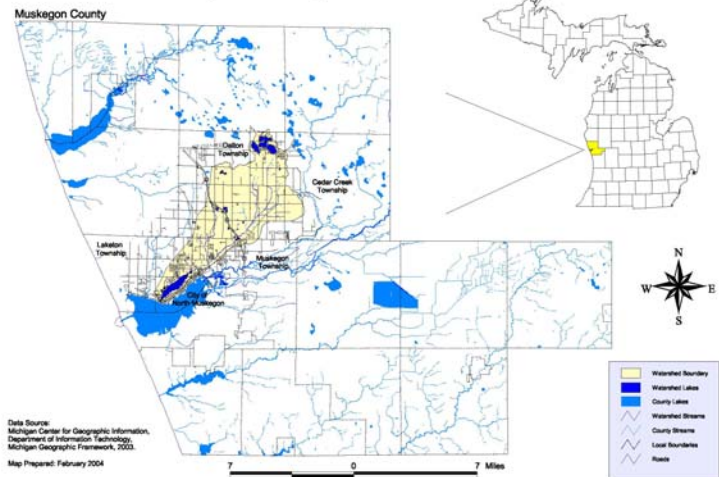 Muskegon County
Dalton
Township
Cedar Creek
Township
Laketon
Township
Muskegon
Township
City of
North Muskegon
N
W E
S
Watershed Boundary
Watershed Lakes
County Lakes
Watershed Streams
County Streams
Local Boundaries
Roads
Data Source:
Michigan Center for Geographic Information,
Department of Information Technology,
Michigan Geographic Framework, 2003.
Map Prepared: February 2004
7 0 7 Miles